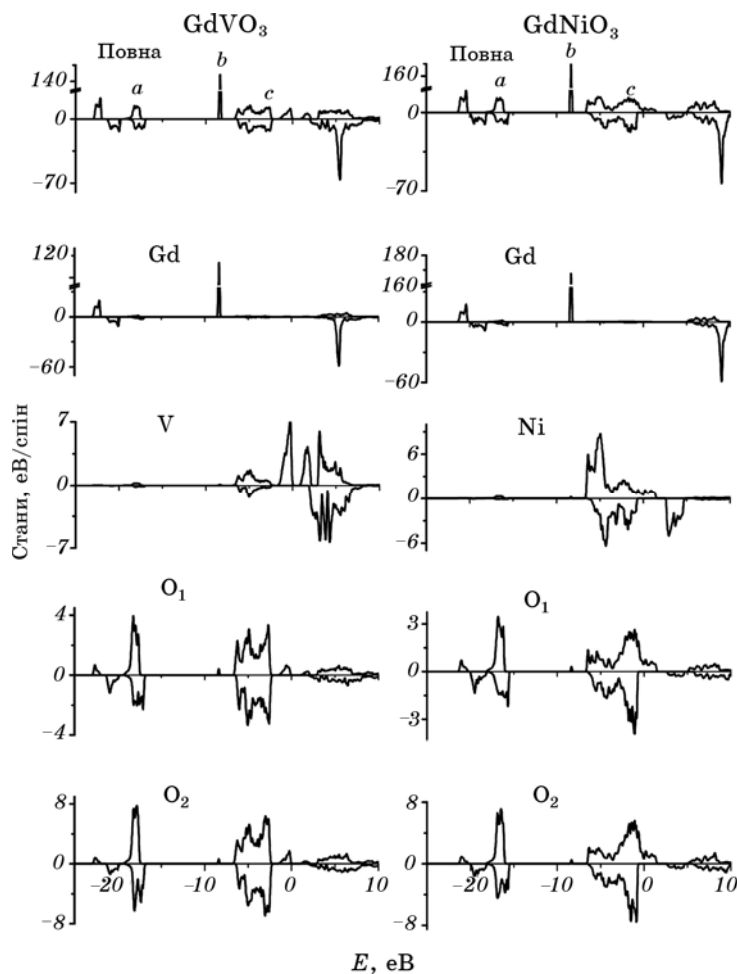 GdVO₃ GdNiO₃
Повна b Повна b
140 a c 160 a c
0 0
−70 −70
120 Gd 180 Gd
160
0 0
−60 −60
7 V Ni
6
0 0
−7 −6
O₁ O₁
4 3
0 0
−4 −3
O₂ O₂
8 8
0 0
−20 −10 0 10 −20 −10 0 10
−8 −8
Стани, еВ/спін
E, еВ